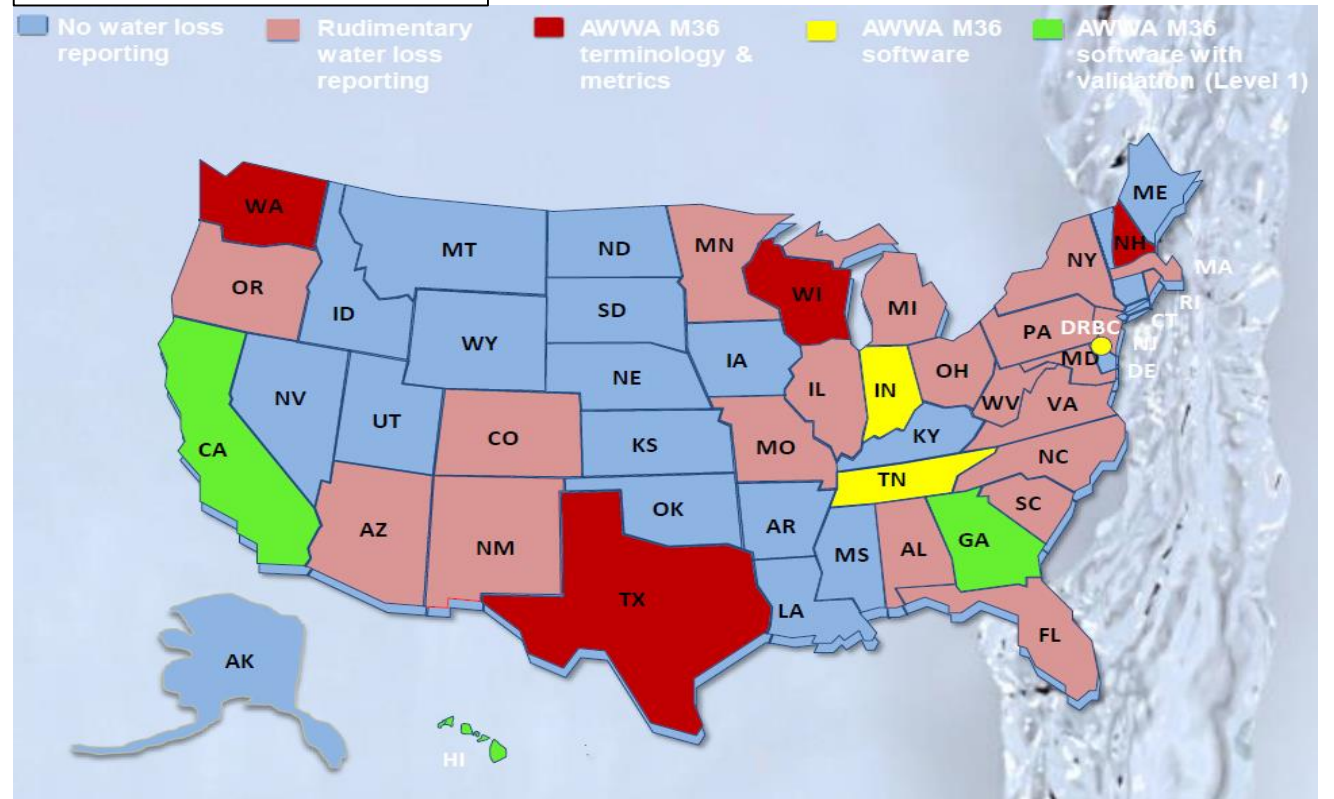 No water loss
reporting
Rudimentary
water loss
reporting
AWWA M36
terminology &
metrics
AWWA M36
software
AWWA M36
software with
validation (Level 1)
WA
MT
ND
MN
ME
NH
NY
MA
OR
ID
SD
WI
MI
RI
WY
PA
DRBC
CT
NJ
IA
MD
DE
NE
OH
NV
UT
IL
IN
WV
VA
CO
KS
MO
KY
CA
NC
TN
AZ
NM
OK
AR
SC
MS
AL
GA
TX
LA
FL
AK
HI